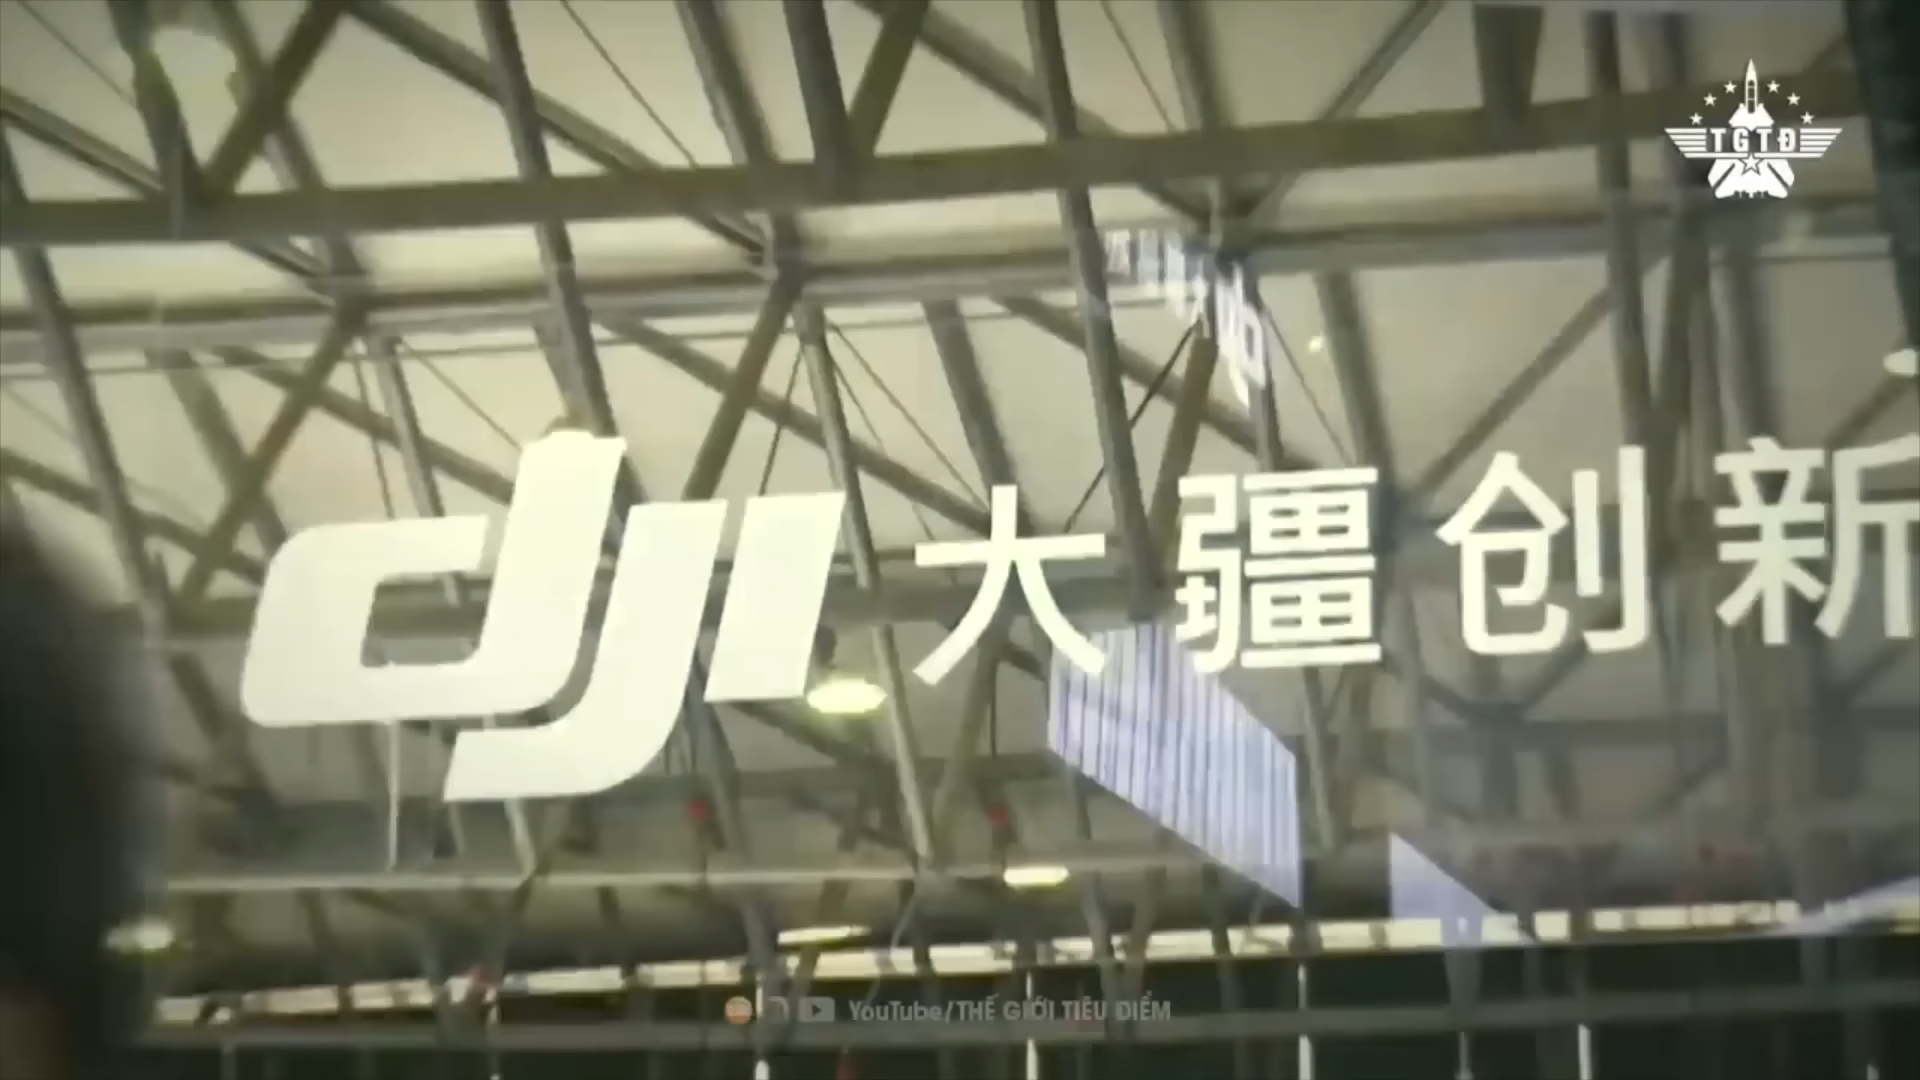 TGTĐ
dji 大疆创新
YouTube/THẾ GIỚI TIÊU ĐIỂM